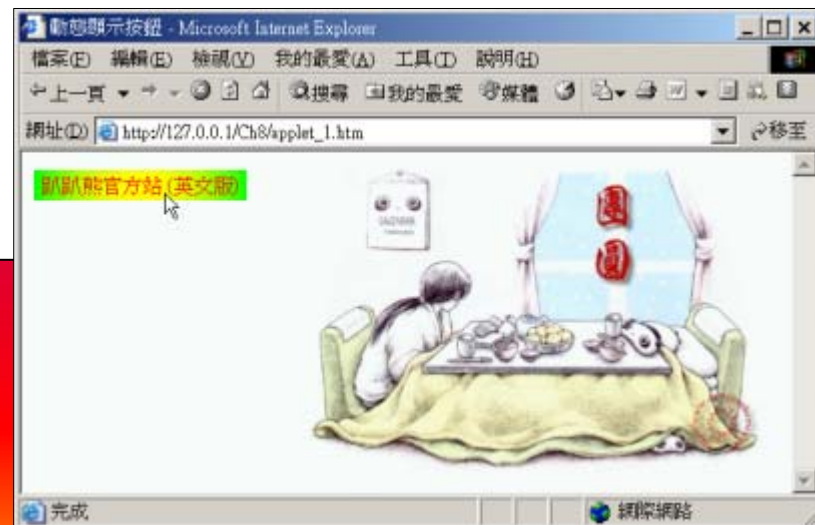 動態顯示按鈕 - Microsoft Internet Explorer
檔案(F) 編輯(E) 檢視(V) 我的最愛(A) 工具(T) 說明(H)
上一頁 搜尋 我的最愛 媒體
網址(D) http://127.0.0.1/Ch8/applet_1.htm 移至
趴趴熊官方站 (英文版)
團
圓
完成 網際網路